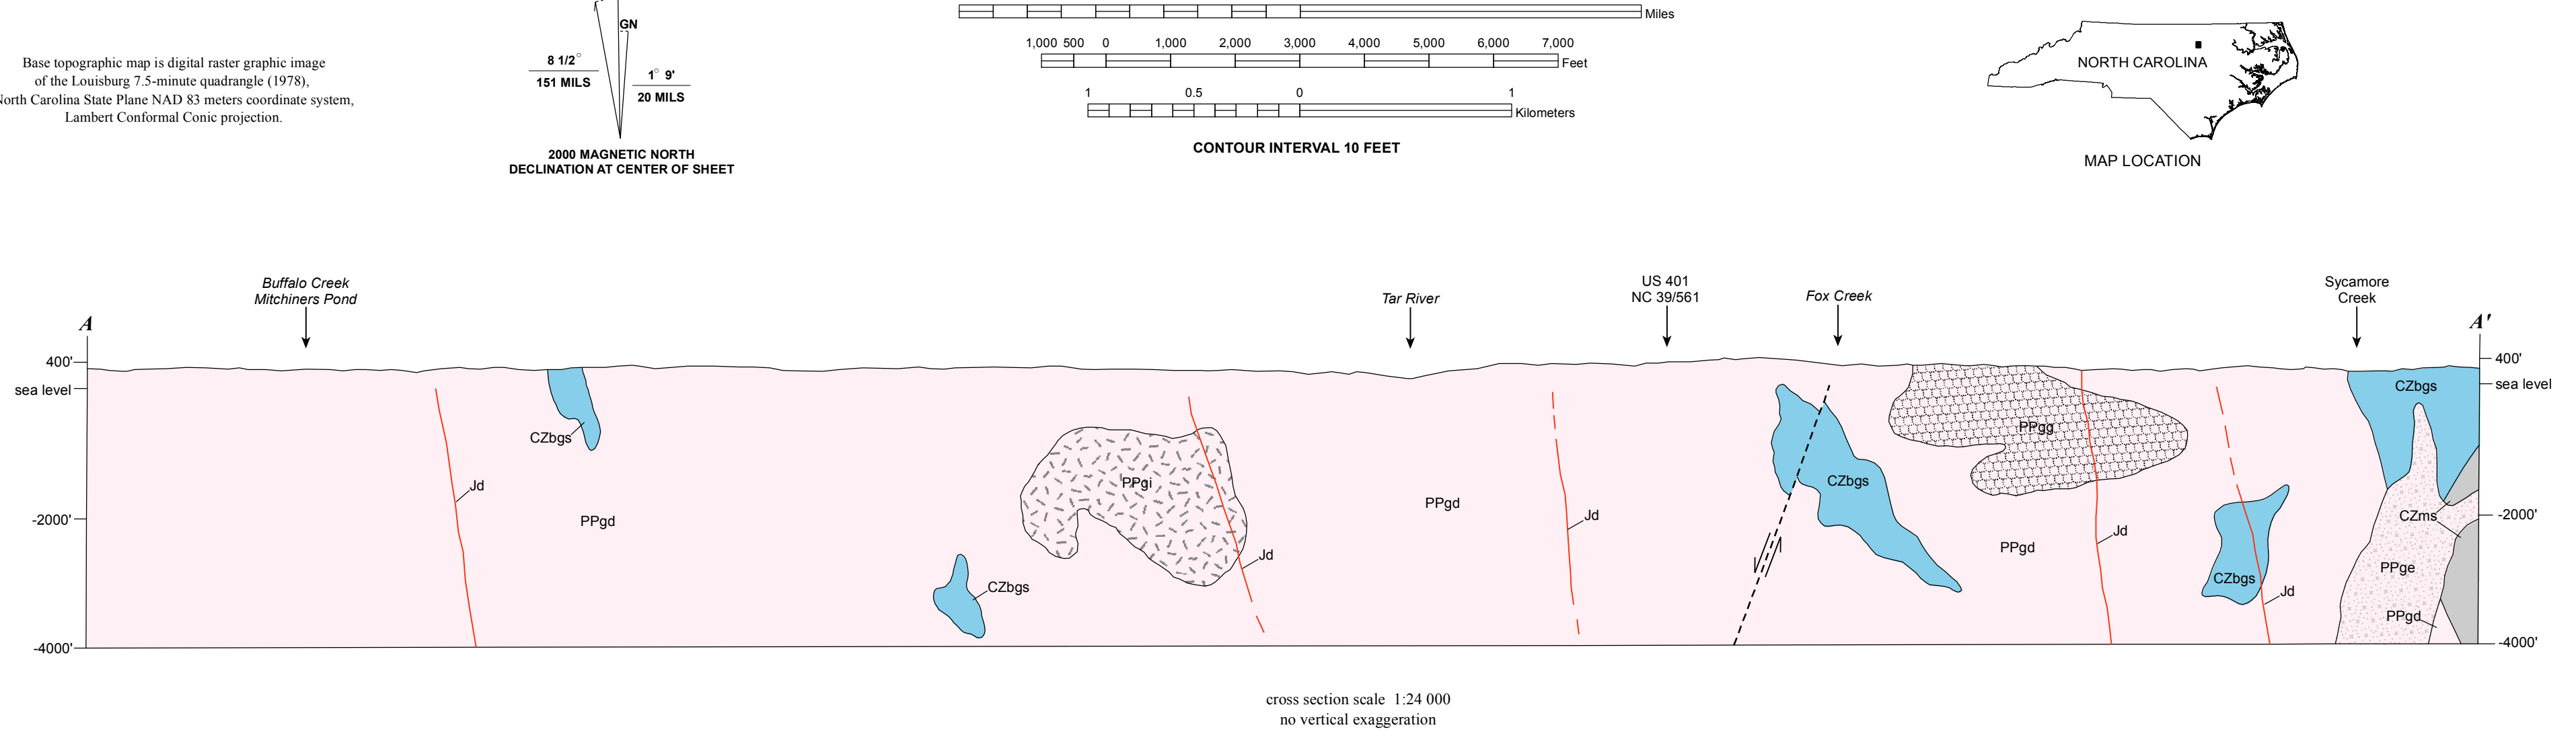 GN
8 1/2°
151 MILS
1° 9'
20 MILS
2000 MAGNETIC NORTH
DECLINATION AT CENTER OF SHEET
Base topographic map is digital raster graphic image
of the Louisburg 7.5-minute quadrangle (1978),
North Carolina State Plane NAD 83 meters coordinate system,
Lambert Conformal Conic projection.
Miles
1,000 500 0 1,000 2,000 3,000 4,000 5,000 6,000 7,000
Feet
1 0.5 0 1
Kilometers
CONTOUR INTERVAL 10 FEET
NORTH CAROLINA
MAP LOCATION
Buffalo Creek
Mitchiners Pond
Tar River
US 401
NC 39/561
Fox Creek
Sycamore
Creek
A
A'
400'
sea level
-2000'
-4000'
400'
sea level
-2000'
-4000'
Jd
CZbgs
PPgd
CZbgs
PPgi
Jd
PPgd
Jd
CZbgs
PPgg
PPgd
Jd
CZbgs
Jd
CZbgs
CZms
PPge
PPgd
cross section scale 1:24 000
no vertical exaggeration